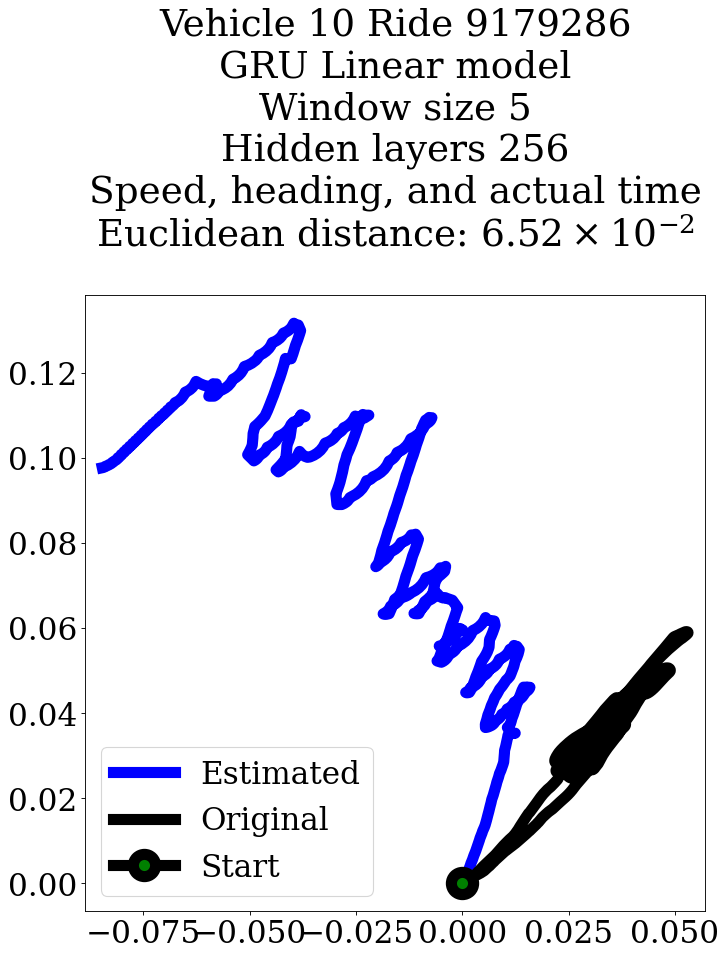 Vehicle 10 Ride 9179286
GRU Linear model
Window size 5
Hidden layers 256
Speed, heading, and actual time
Euclidean distance: 6.52 × 10⁻²
0.12
0.10
0.08
0.06
0.04
0.02
0.00
Estimated
Original
Start
−0.075 −0.050 −0.025 0.000 0.025 0.050